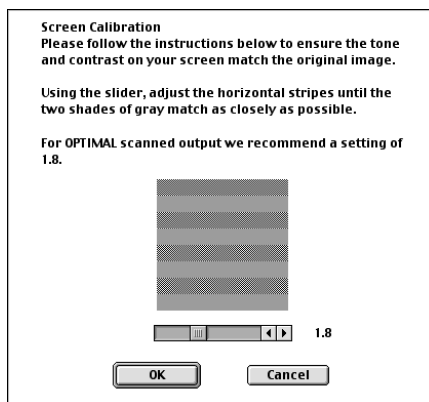 Screen Calibration
Please follow the instructions below to ensure the tone
and contrast on your screen match the original image.
Using the slider, adjust the horizontal stripes until the
two shades of gray match as closely as possible.
For OPTIMAL scanned output we recommend a setting of
1.8.
1.8
OK
Cancel